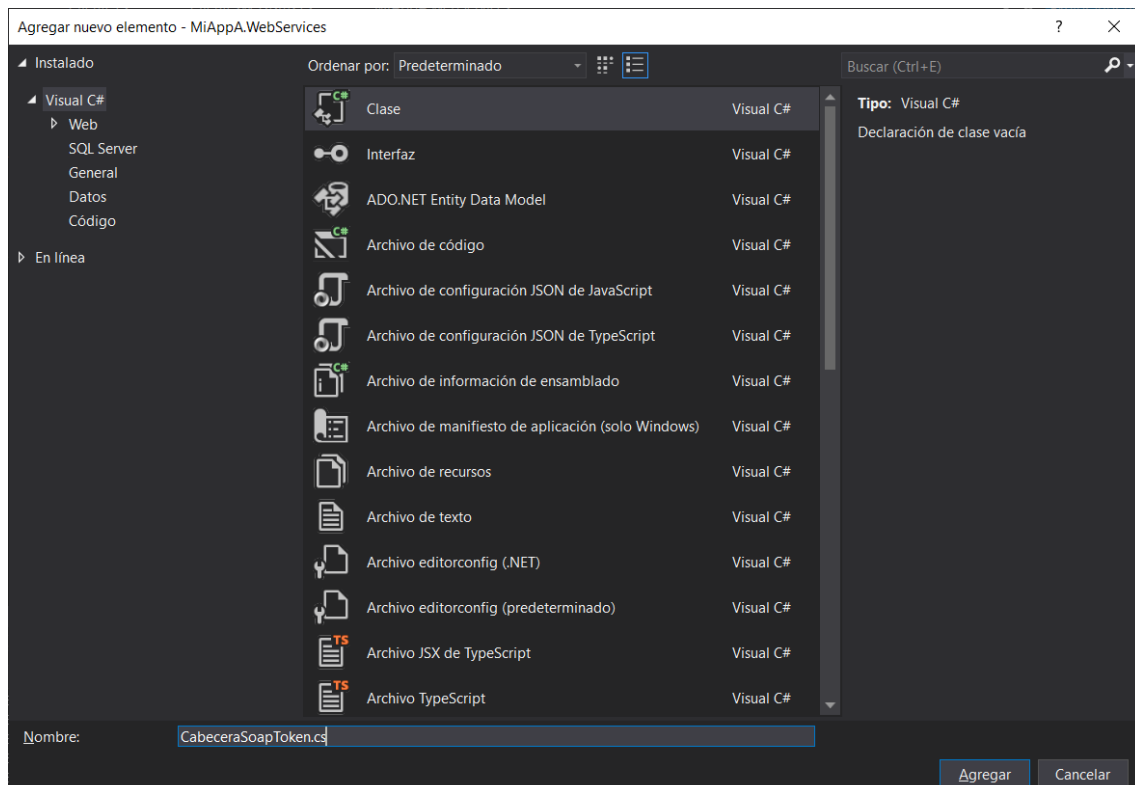 Agregar nuevo elemento - MiAppA.WebServices
?
Instalado
Visual C#
Web
SQL Server
General
Datos
Código
En línea
Ordenar por: Predeterminado
C#
Clase Visual C#
Interfaz Visual C#
ADO.NET Entity Data Model Visual C#
C#
Archivo de código Visual C#
Archivo de configuración JSON de JavaScript Visual C#
Archivo de configuración JSON de TypeScript Visual C#
C#
Archivo de información de ensamblado Visual C#
Archivo de manifiesto de aplicación (solo Windows) Visual C#
Archivo de recursos Visual C#
Archivo de texto Visual C#
Archivo editorconfig (.NET) Visual C#
Archivo editorconfig (predeterminado) Visual C#
TS
Archivo JSX de TypeScript Visual C#
TS
Archivo TypeScript Visual C#
Buscar (Ctrl+E)
Tipo: Visual C#
Declaración de clase vacía
Nombre: CabeceraSoapToken.cs
Agregar Cancelar